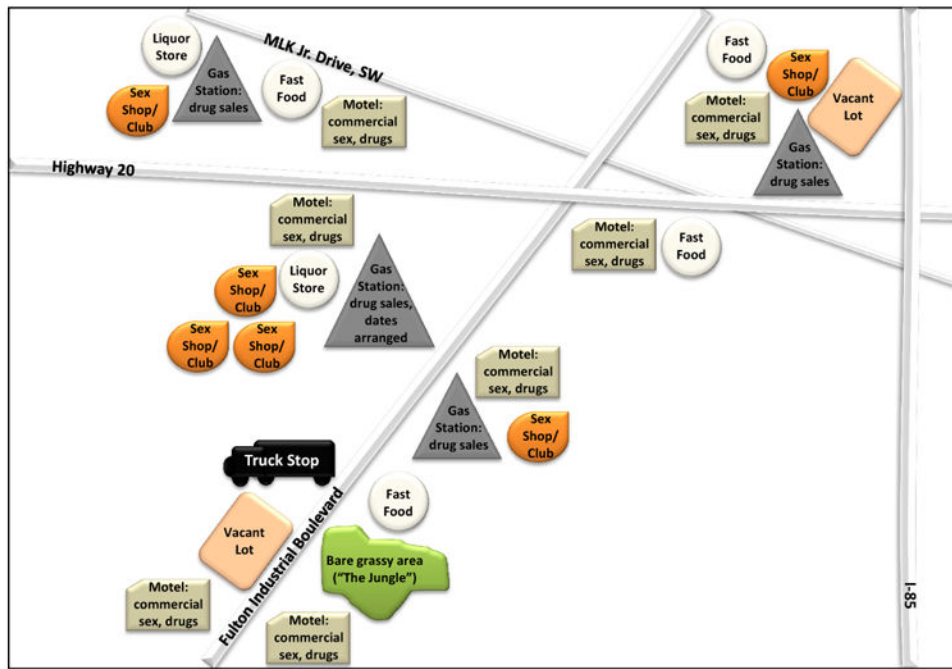 Liquor
Store
Gas
Station:
drug sales
Sex
Shop/
Club
Fast
Food
MLK Jr. Drive, SW
Motel:
commercial
sex, drugs
Fast
Food
Sex
Shop/
Club
Vacant
Lot
Motel:
commercial
sex, drugs
Gas
Station:
drug sales
Highway 20
Motel:
commercial
sex, drugs
Motel:
commercial
sex, drugs
Fast
Food
Sex
Shop/
Club
Liquor
Store
Gas
Station:
drug sales,
dates
arranged
Sex
Shop/
Club
Sex
Shop/
Club
Motel:
commercial
sex, drugs
Gas
Station:
drug sales
Sex
Shop/
Club
Truck Stop
Fast
Food
Vacant
Lot
Fulton Industrial Boulevard
Bare grassy area
(“The Jungle”)
Motel:
commercial
sex, drugs
Motel:
commercial
sex, drugs
I-85